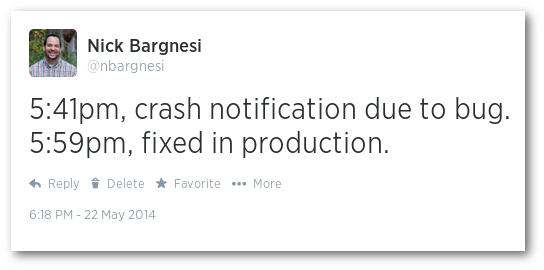 Nick Bargnesi
@nbargnesi
5:41pm, crash notification due to bug.
5:59pm, fixed in production.
Reply Delete Favorite More
6:18 PM - 22 May 2014